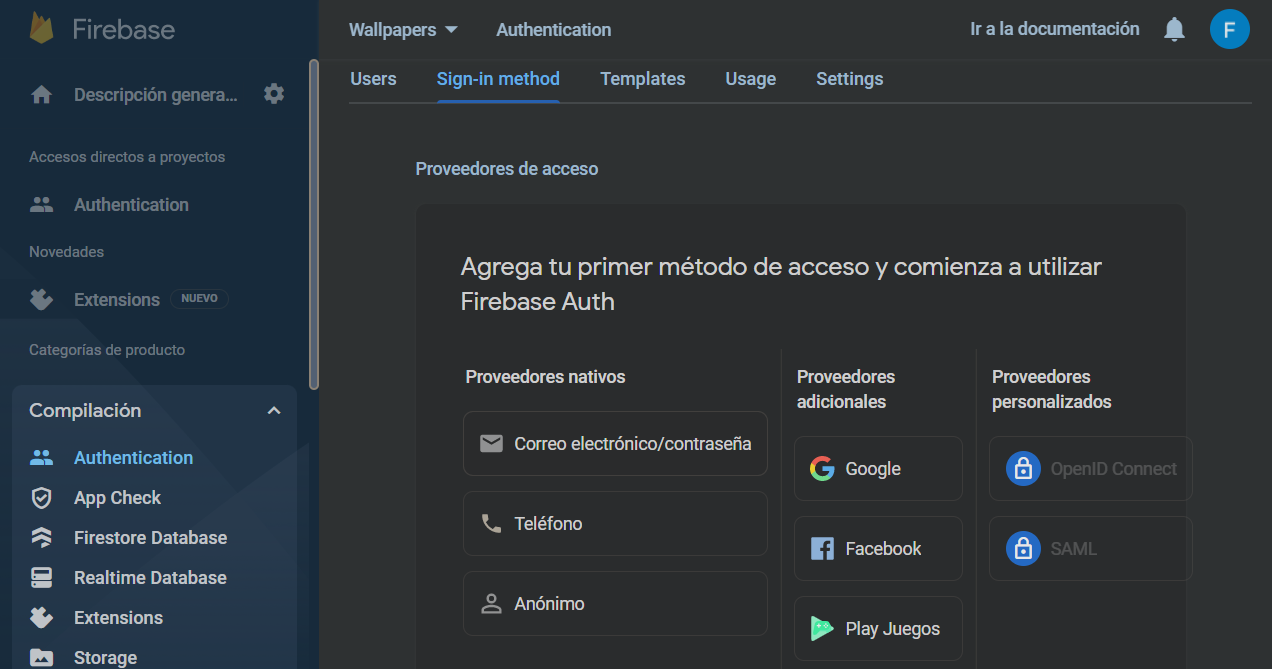 Firebase
Descripción genera...
Accesos directos a proyectos
Authentication
Novedades
Extensions NUEVO
Categorías de producto
Compilación
Authentication
App Check
Firestore Database
Realtime Database
Extensions
Storage
Wallpapers Authentication Ir a la documentación F
Users Sign-in method Templates Usage Settings
Proveedores de acceso
Agrega tu primer método de acceso y comienza a utilizar
Firebase Auth
Proveedores nativos
Correo electrónico/contraseña
Teléfono
Anónimo
Proveedores
adicionales
Google
Facebook
Play Juegos
Proveedores
personalizados
OpenID Connect
SAML